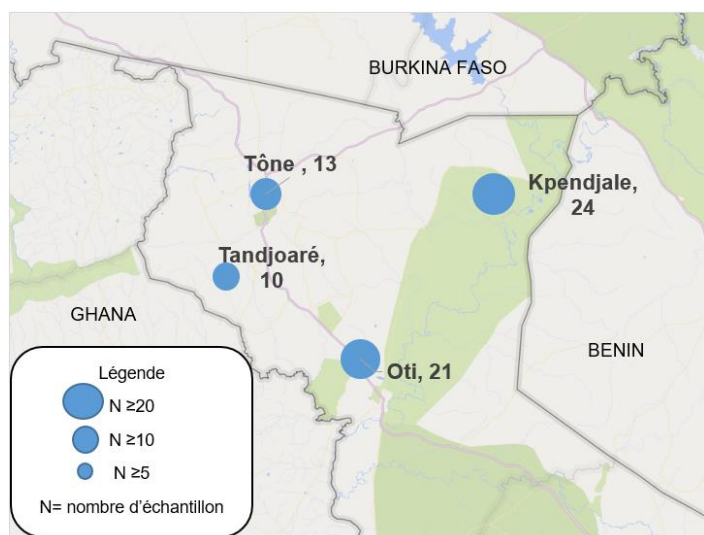 BURKINA FASO
Tône , 13
Kpendjale,
24
Tandjoaré,
10
GHANA
BENIN
Oti, 21
Légende
N ≥20
N ≥10
N ≥5
N= nombre d’échantillon